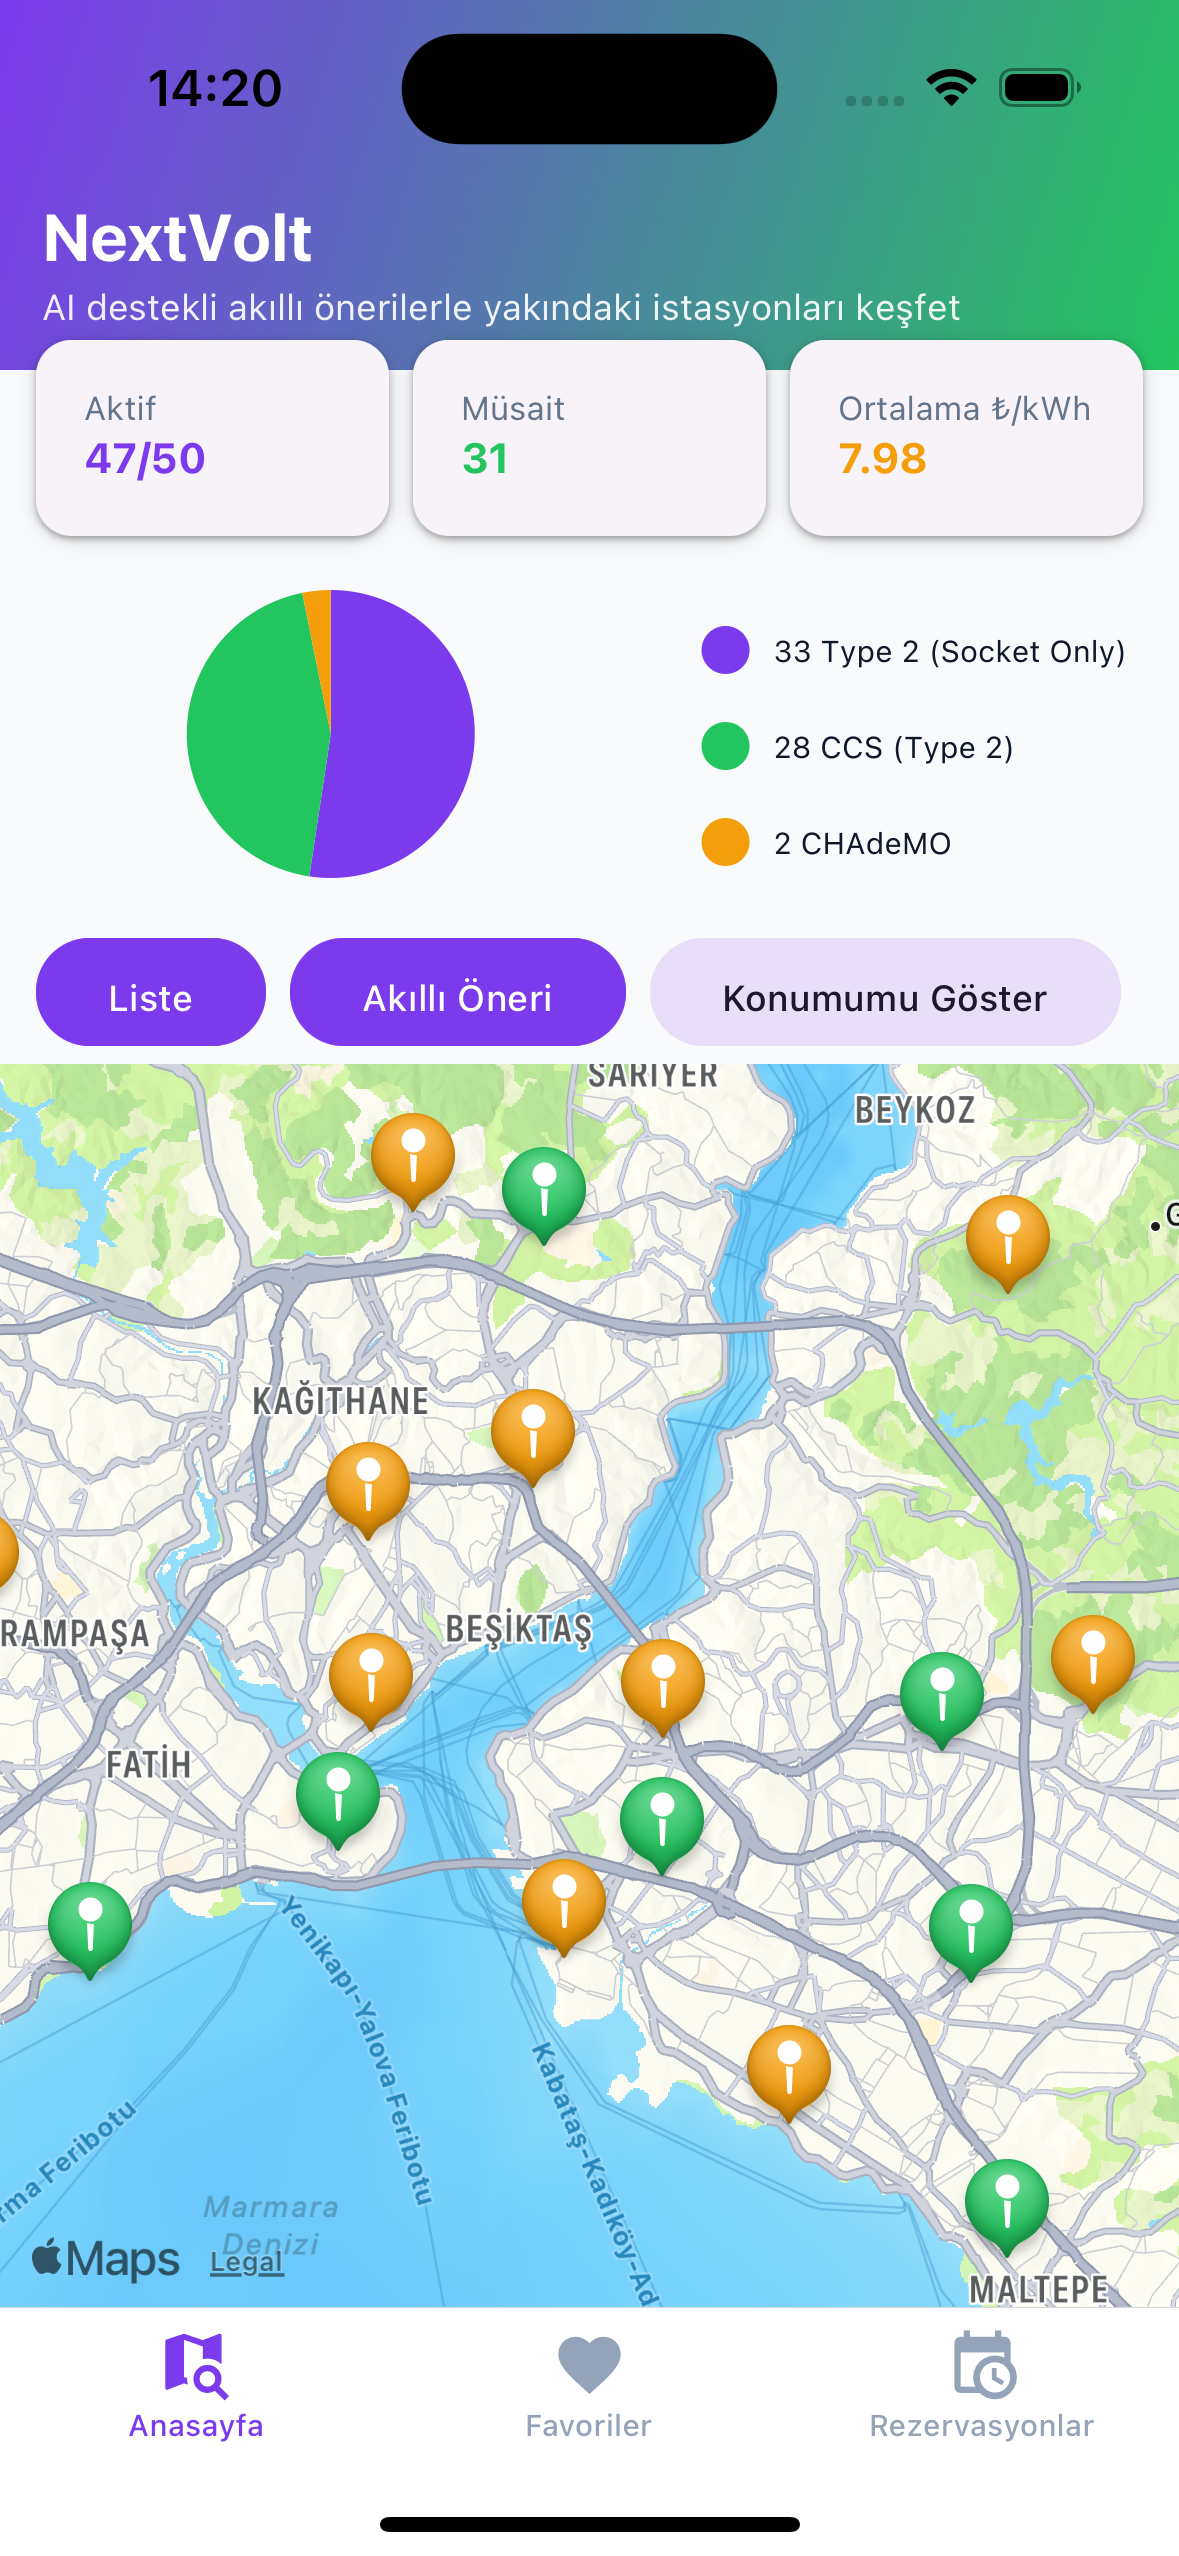 14:20
NextVolt
AI destekli akıllı önerilerle yakındaki istasyonları keşfet
Aktif
47/50
Müsait
31
Ortalama ₺/kWh
7.98
33 Type 2 (Socket Only)
28 CCS (Type 2)
2 CHAdeMO
Liste
Akıllı Öneri
Konumumu Göster
SARIYER
BEYKOZ
KAĞITHANE
RAMPAŞA
BEŞİKTAŞ
FATİH
Yenikapı-Yalova Feribotu
Kabataş-Kadıköy-Ad
rma Feribotu
Marmara
Denizi
Maps
Legal
MALTEPE
Anasayfa
Favoriler
Rezervasyonlar